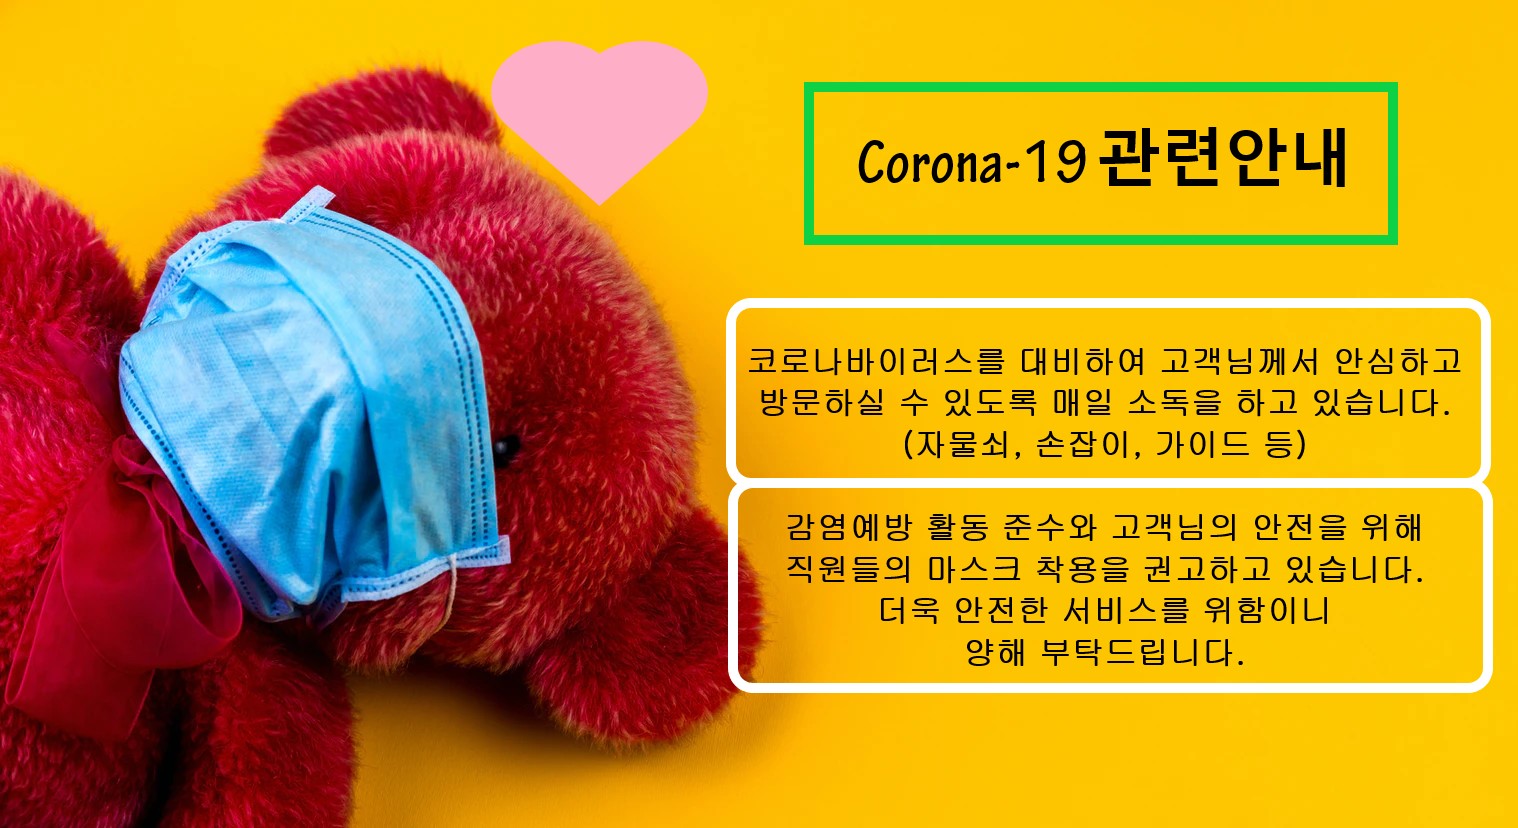 Corona-19 관련안내
코로나바이러스를 대비하여 고객님께서 안심하고
방문하실 수 있도록 매일 소독을 하고 있습니다.
(자물쇠, 손잡이, 가이드 등)
감염예방 활동 준수와 고객님의 안전을 위해
직원들의 마스크 착용을 권고하고 있습니다.
더욱 안전한 서비스를 위함이니
양해 부탁드립니다.